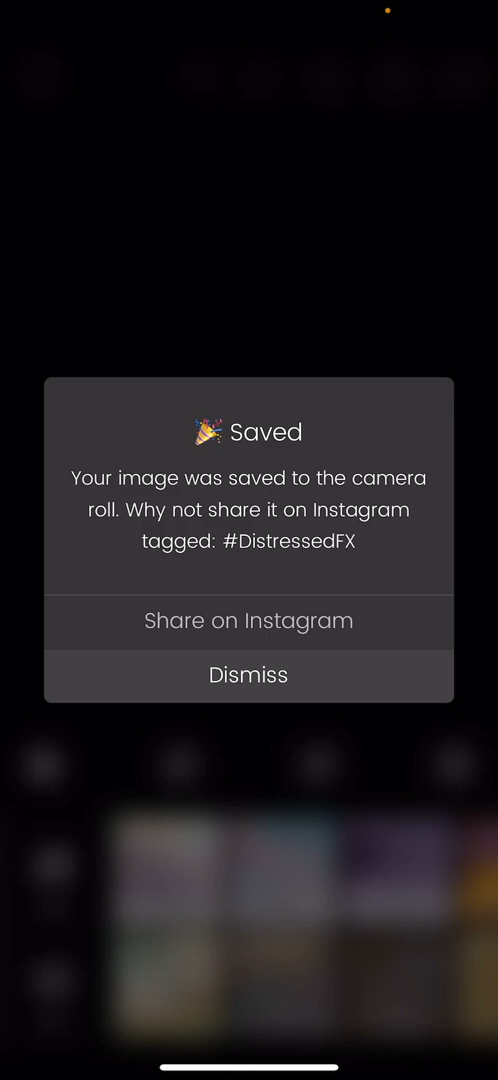 🎉 Saved
Your image was saved to the camera
roll. Why not share it on Instagram
tagged: #DistressedFX
Share on Instagram
Dismiss